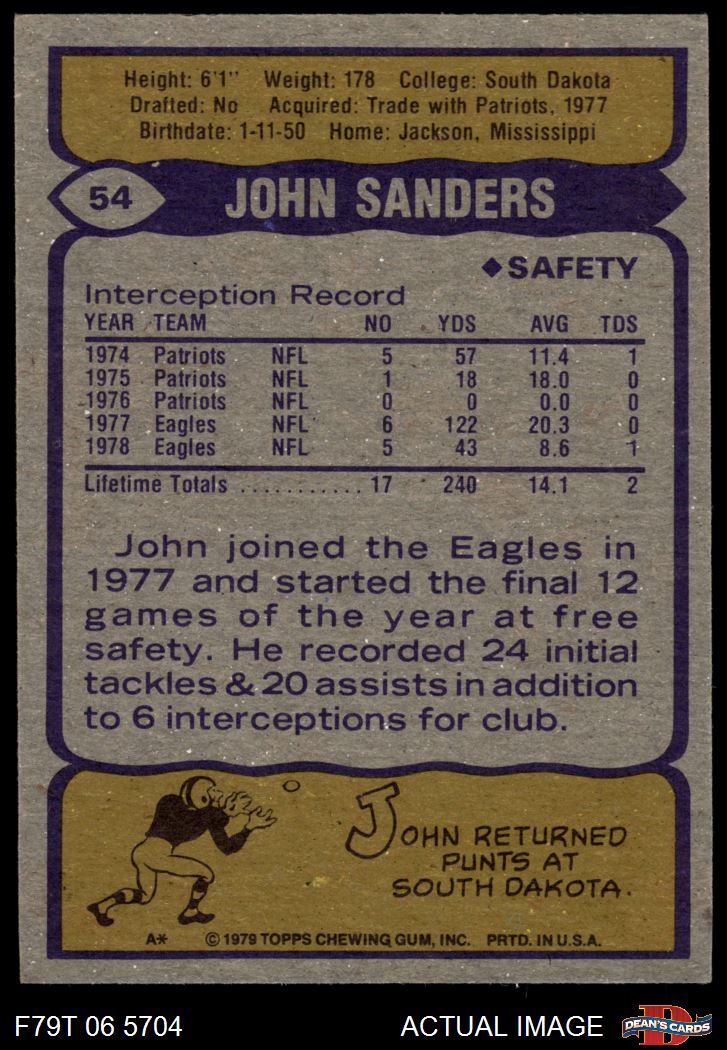 Height: 6'1" Weight: 178 College: South Dakota
Drafted: No Acquired: Trade with Patriots, 1977
Birthdate: 1-11-50 Home: Jackson, Mississippi
54 JOHN SANDERS
◆SAFETY
Interception Record
YEAR TEAM NO YDS AVG TDS
1974 Patriots NFL 5 57 11.4 1
1975 Patriots NFL 1 18 18.0 0
1976 Patriots NFL 0 0 0.0 0
1977 Eagles NFL 6 122 20.3 0
1978 Eagles NFL 5 43 8.6 1
Lifetime Totals ........... 17 240 14.1 2
John joined the Eagles in
1977 and started the final 12
games of the year at free
safety. He recorded 24 initial
tackles & 20 assists in addition
to 6 interceptions for club.
JOHN RETURNED
PUNTS AT
SOUTH DAKOTA.
A* © 1979 TOPPS CHEWING GUM, INC. PRTD. IN U.S.A.
F79T 06 5704 ACTUAL IMAGE D DEAN'S CARDS